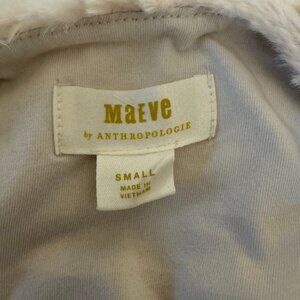 MaEve
by ANTHROPOLOGIE
SMALL
MADE IN
VIETNAM